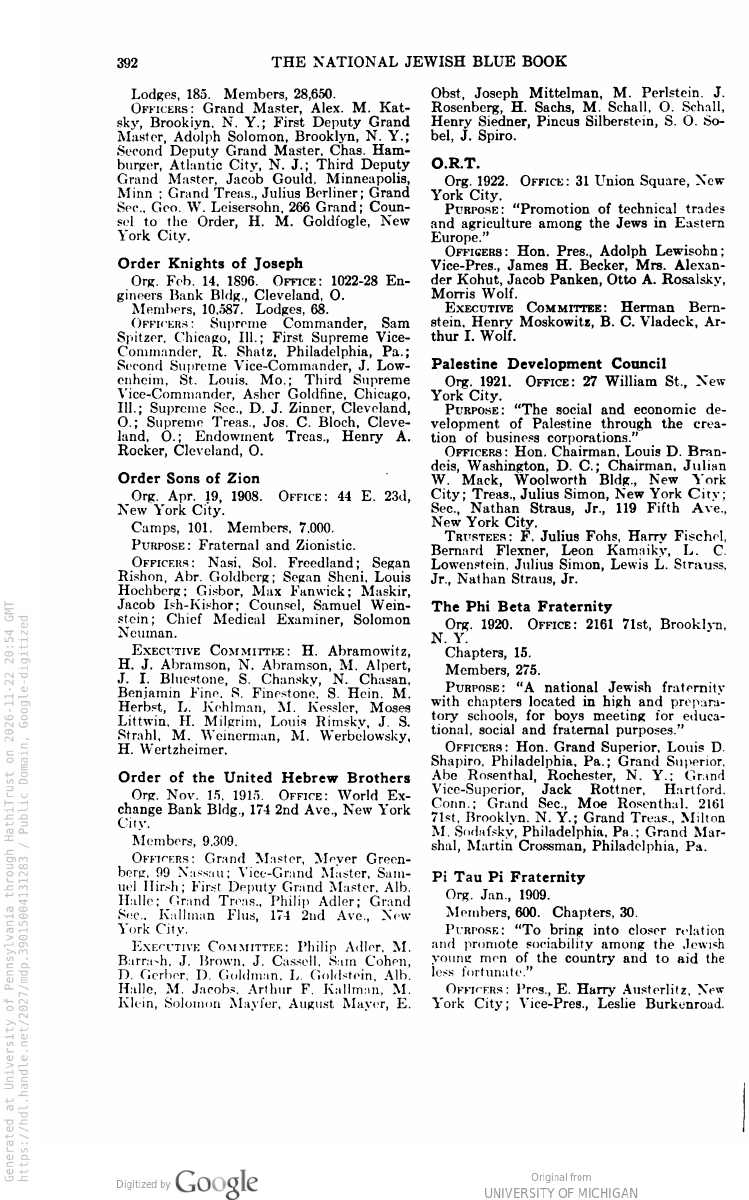 392
THE NATIONAL JEWISH BLUE BOOK
Lodges, 185. Members, 28,650.
OFFICERS: Grand Master, Alex. M. Kat-
sky, Brooklyn, N. Y.; First Deputy Grand
Master, Adolph Solomon, Brooklyn, N. Y.;
Second Deputy Grand Master, Chas. Ham-
burger, Atlantic City, N. J.; Third Deputy
Grand Master, Jacob Gould, Minneapolis,
Minn ; Grand Treas., Julius Berliner; Grand
Sec., Geo. W. Leisersohn, 266 Grand; Coun-
sel to the Order, H. M. Goldfogle, New
York City.
Order Knights of Joseph
Org. Feb. 14, 1896. OFFICE: 1022-28 En-
gineers Bank Bldg., Cleveland, O.
Members, 10,587. Lodges, 68.
OFFICERS: Supreme Commander, Sam
Spitzer, Chicago, Ill.; First Supreme Vice-
Commander, R. Shatz, Philadelphia, Pa.;
Second Supreme Vice-Commander, J. Low-
enheim, St. Louis, Mo.; Third Supreme
Vice-Commander, Asher Goldfine, Chicago,
Ill.; Supreme Sec., D. J. Zinner, Cleveland,
O.; Supreme Treas., Jos. C. Bloch, Cleve-
land, O.; Endowment Treas., Henry A.
Rocker, Cleveland, O.
Order Sons of Zion
Org. Apr. 19, 1908. OFFICE: 44 E. 23d,
New York City.
Camps, 101. Members, 7,000.
PURPOSE: Fraternal and Zionistic.
OFFICERS: Nasi, Sol. Freedland; Segan
Rishon, Abr. Goldberg; Segan Sheni, Louis
Hochberg; Gisbor, Max Fanwick; Maskir,
Jacob Ish-Kishor; Counsel, Samuel Wein-
stein; Chief Medical Examiner, Solomon
Neuman.
EXECUTIVE COMMITTEE: H. Abramowitz,
H. J. Abramson, N. Abramson, M. Alpert,
J. I. Bluestone, S. Chansky, N. Chasan,
Benjamin Fine, S. Finestone, S. Hein, M.
Herbst, L. Kehlman, M. Kessler, Moses
Littwin, H. Milgrim, Louis Rimsky, J. S.
Strahl, M. Weinerman, M. Werbelowsky,
H. Wertzheimer.
Order of the United Hebrew Brothers
Org. Nov. 15, 1915. OFFICE: World Ex-
change Bank Bldg., 174 2nd Ave., New York
City.
Members, 9,309.
OFFICERS: Grand Master, Meyer Green-
berg, 99 Nassau; Vice-Grand Master, Sam-
uel Hirsh; First Deputy Grand Master, Alb.
Halle; Grand Treas., Philip Adler; Grand
Sec., Kallman Flus, 174 2nd Ave., New
York City.
EXECUTIVE COMMITTEE: Philip Adler, M.
Barrash, J. Brown, J. Cassell, Sam Cohen,
D. Gerber, D. Goldman, L. Goldstein, Alb.
Halle, M. Jacobs, Arthur F. Kallman, M.
Klein, Solomon Mayfer, August Mayer, E.
Obst, Joseph Mittelman, M. Perlstein, J.
Rosenberg, H. Sachs, M. Schall, O. Schall,
Henry Siedner, Pincus Silberstein, S. O. So-
bel, J. Spiro.
O.R.T.
Org. 1922. OFFICE: 31 Union Square, New
York City.
PURPOSE: "Promotion of technical trades
and agriculture among the Jews in Eastern
Europe."
OFFICERS: Hon. Pres., Adolph Lewisohn;
Vice-Pres., James H. Becker, Mrs. Alexan-
der Kohut, Jacob Panken, Otto A. Rosalsky,
Morris Wolf.
EXECUTIVE COMMITTEE: Herman Bern-
stein, Henry Moskowitz, B. C. Vladeck, Ar-
thur I. Wolf.
Palestine Development Council
Org. 1921. OFFICE: 27 William St., New
York City.
PURPOSE: "The social and economic de-
velopment of Palestine through the crea-
tion of business corporations."
OFFICERS: Hon. Chairman, Louis D. Bran-
deis, Washington, D. C.; Chairman, Julian
W. Mack, Woolworth Bldg., New York
City; Treas., Julius Simon, New York City;
Sec., Nathan Straus, Jr., 119 Fifth Ave.,
New York City.
TRUSTEES: F. Julius Fohs, Harry Fischel,
Bernard Flexner, Leon Kamaiky, L. C.
Lowenstein, Julius Simon, Lewis L. Strauss,
Jr., Nathan Straus, Jr.
The Phi Beta Fraternity
Org. 1920. OFFICE: 2161 71st, Brooklyn,
N. Y.
Chapters, 15.
Members, 275.
PURPOSE: "A national Jewish fraternity
with chapters located in high and prepara-
tory schools, for boys meeting for educa-
tional, social and fraternal purposes."
OFFICERS: Hon. Grand Superior, Louis D.
Shapiro, Philadelphia, Pa.; Grand Superior,
Abe Rosenthal, Rochester, N. Y.; Grand
Vice-Superior, Jack Rottner, Hartford,
Conn.; Grand Sec., Moe Rosenthal, 2161
71st, Brooklyn, N. Y.; Grand Treas., Milton
M. Sodafsky, Philadelphia, Pa.; Grand Mar-
shal, Martin Crossman, Philadelphia, Pa.
Pi Tau Pi Fraternity
Org. Jan., 1909.
Members, 600. Chapters, 30.
PURPOSE: "To bring into closer relation
and promote sociability among the Jewish
young men of the country and to aid the
less fortunate."
OFFICERS: Pres., E. Harry Austerlitz, New
York City; Vice-Pres., Leslie Burkenroad.
Generated at University of Pennsylvania through HathiTrust on 2026-11-22 20:54 GMT
https://hdl.handle.net/2027/mdp.39015004131283 / Public Domain, Google-digitized
Digitized by Google
Original from
UNIVERSITY OF MICHIGAN